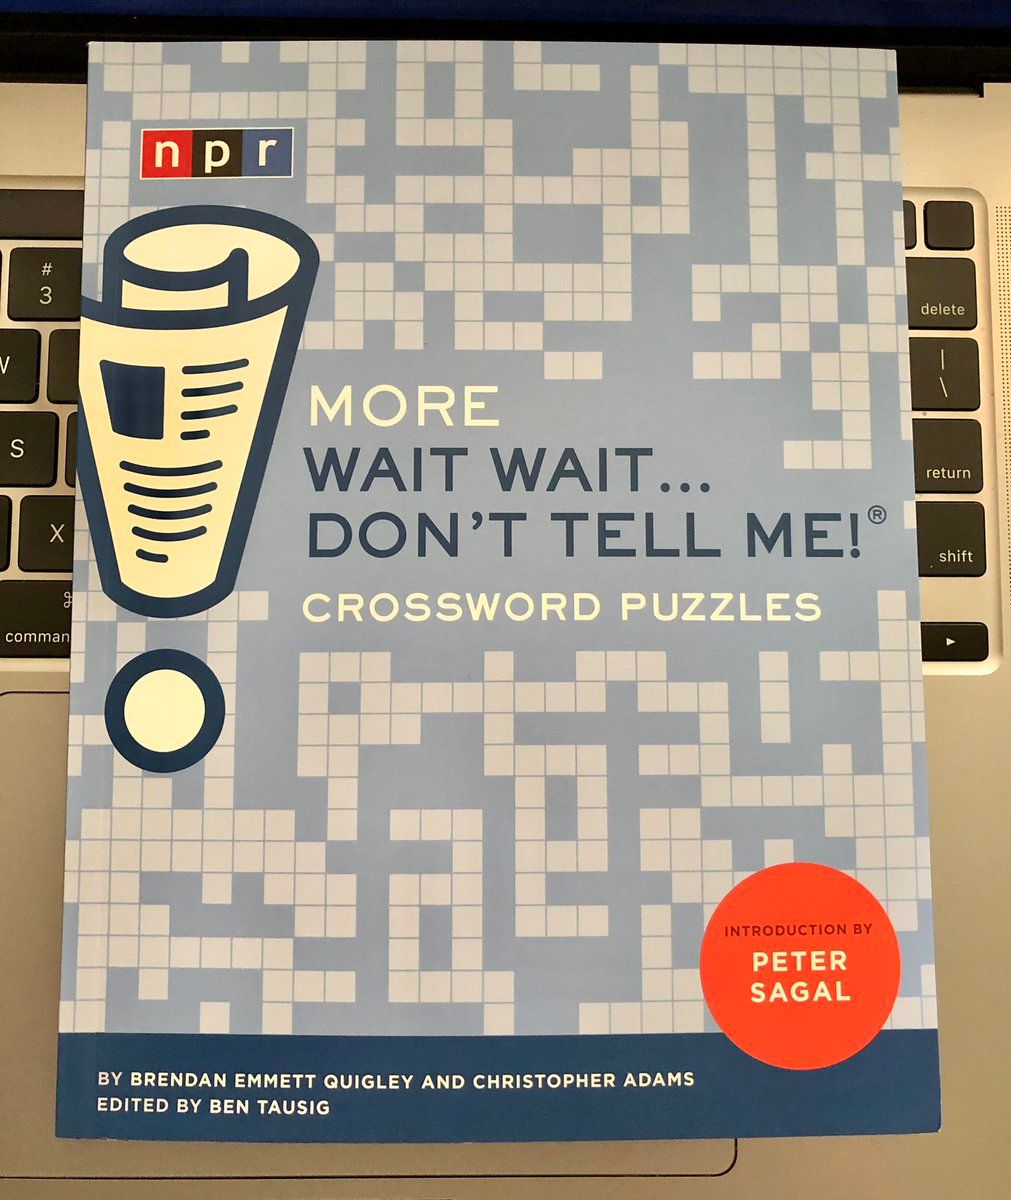 npr
MORE
WAIT WAIT...
DON'T TELL ME!®
CROSSWORD PUZZLES
INTRODUCTION BY
PETER
SAGAL
BY BRENDAN EMMETT QUIGLEY AND CHRISTOPHER ADAMS
EDITED BY BEN TAUSIG
#
3
S
X
⌘
comman
delete
|
\
return
shift